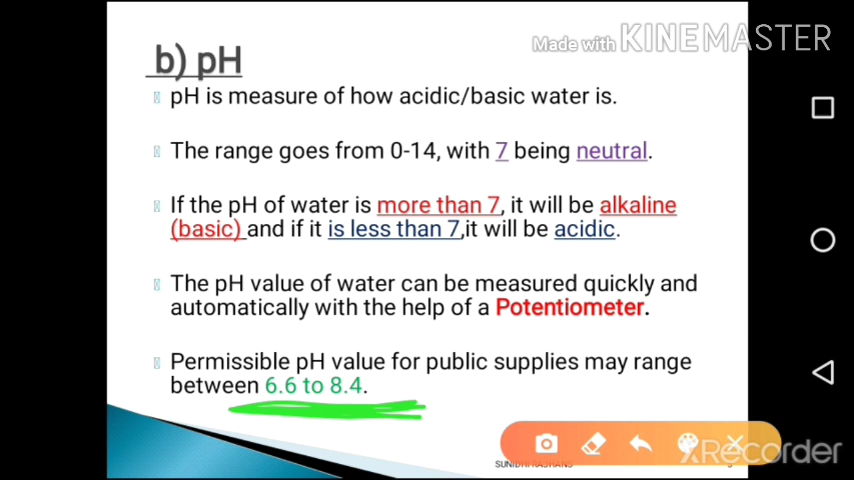 Made with KINEMASTER
b) pH
pH is measure of how acidic/basic water is.
The range goes from 0-14, with 7 being neutral.
If the pH of water is more than 7, it will be alkaline
(basic) and if it is less than 7,it will be acidic.
The pH value of water can be measured quickly and
automatically with the help of a Potentiometer.
Permissible pH value for public supplies may range
between 6.6 to 8.4.
XRecorder
SUNIDHI